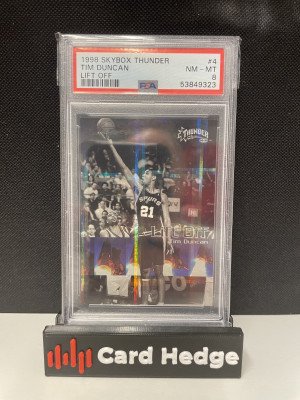 1998 SKYBOX THUNDER #4
TIM DUNCAN NM - MT
LIFT OFF 8
PSA 53849323
THUNDER
SPURS
21
LIFT OFF
Tim Duncan
Card Hedge